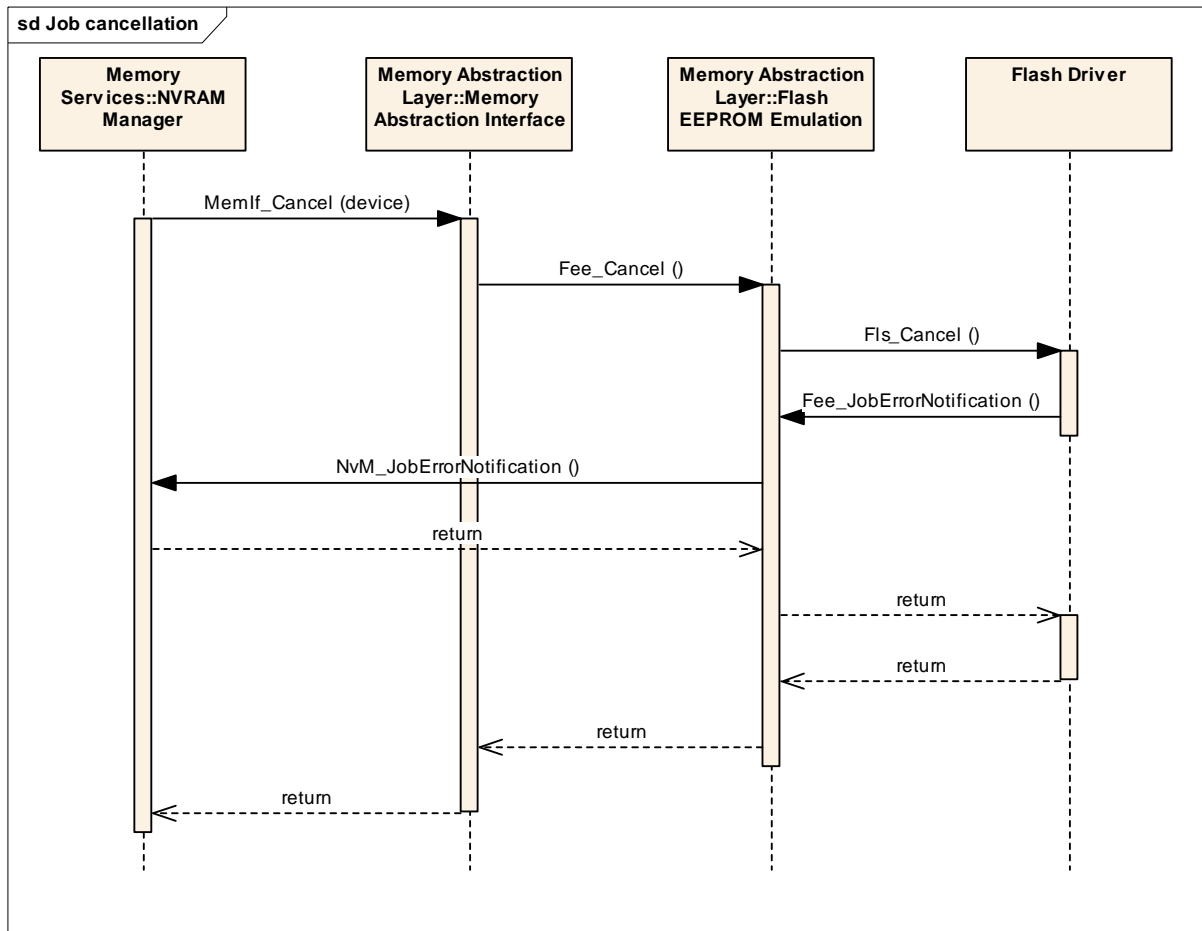 sd Job cancellation
Memory
Services::NVRAM
Manager
Memory Abstraction
Layer::Memory
Abstraction Interface
Memory Abstraction
Layer::Flash
EEPROM Emulation
Flash Driver
MemIf_Cancel (device)
Fee_Cancel ()
Fls_Cancel ()
Fee_JobErrorNotification ()
NvM_JobErrorNotification ()
return
return
return
return
return